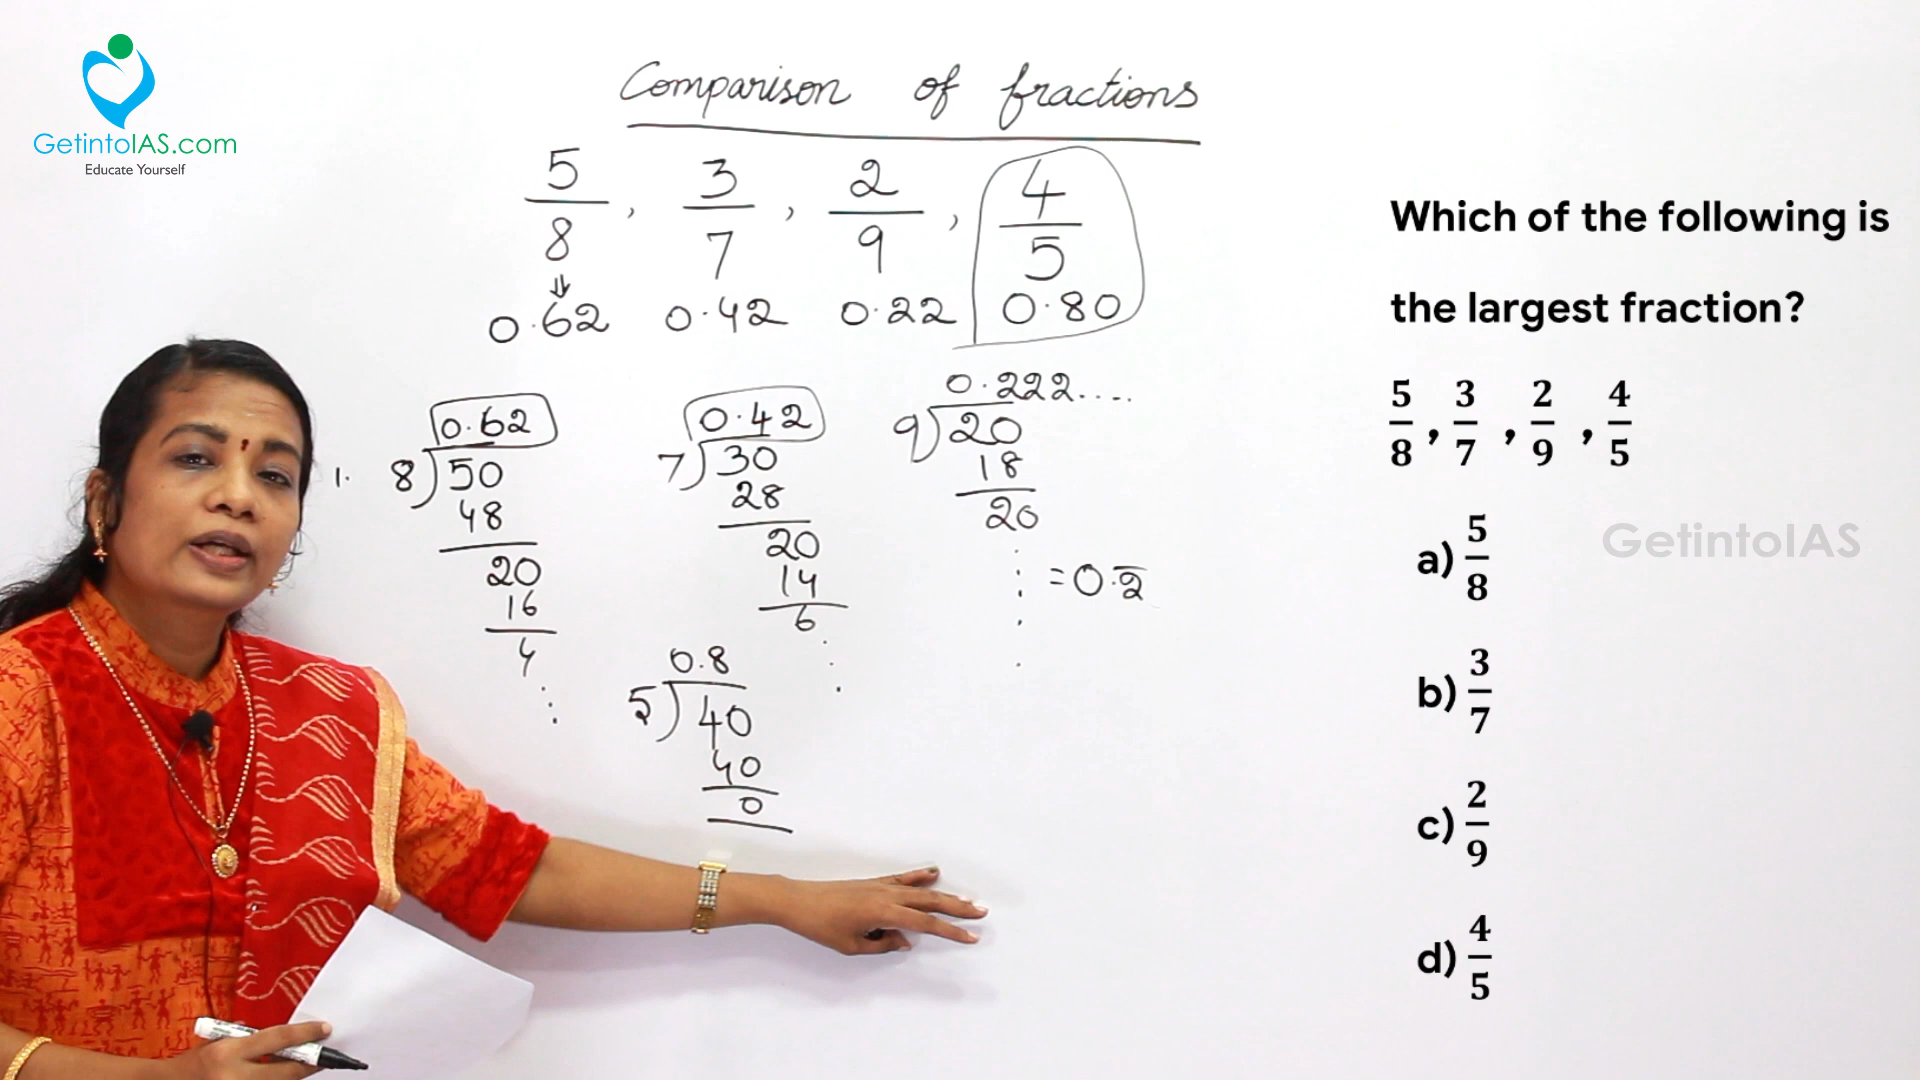 GetintoIAS.com
Educate Yourself
Comparison of fractions
5/8 , 3/7 , 2/9 , 4/5
⇓
0.62 0.42 0.22 0.80
1.
0.62
8)50
48
20
16
4
⋮
0.42
7)30
28
20
14
6
⋮
0.222....
9)20
18
20
⋮ = 0.2̅
0.8
5)40
40
0
Which of the following is
the largest fraction?
5/8 , 3/7 , 2/9 , 4/5
GetintoIAS
a) 5/8
b) 3/7
c) 2/9
d) 4/5